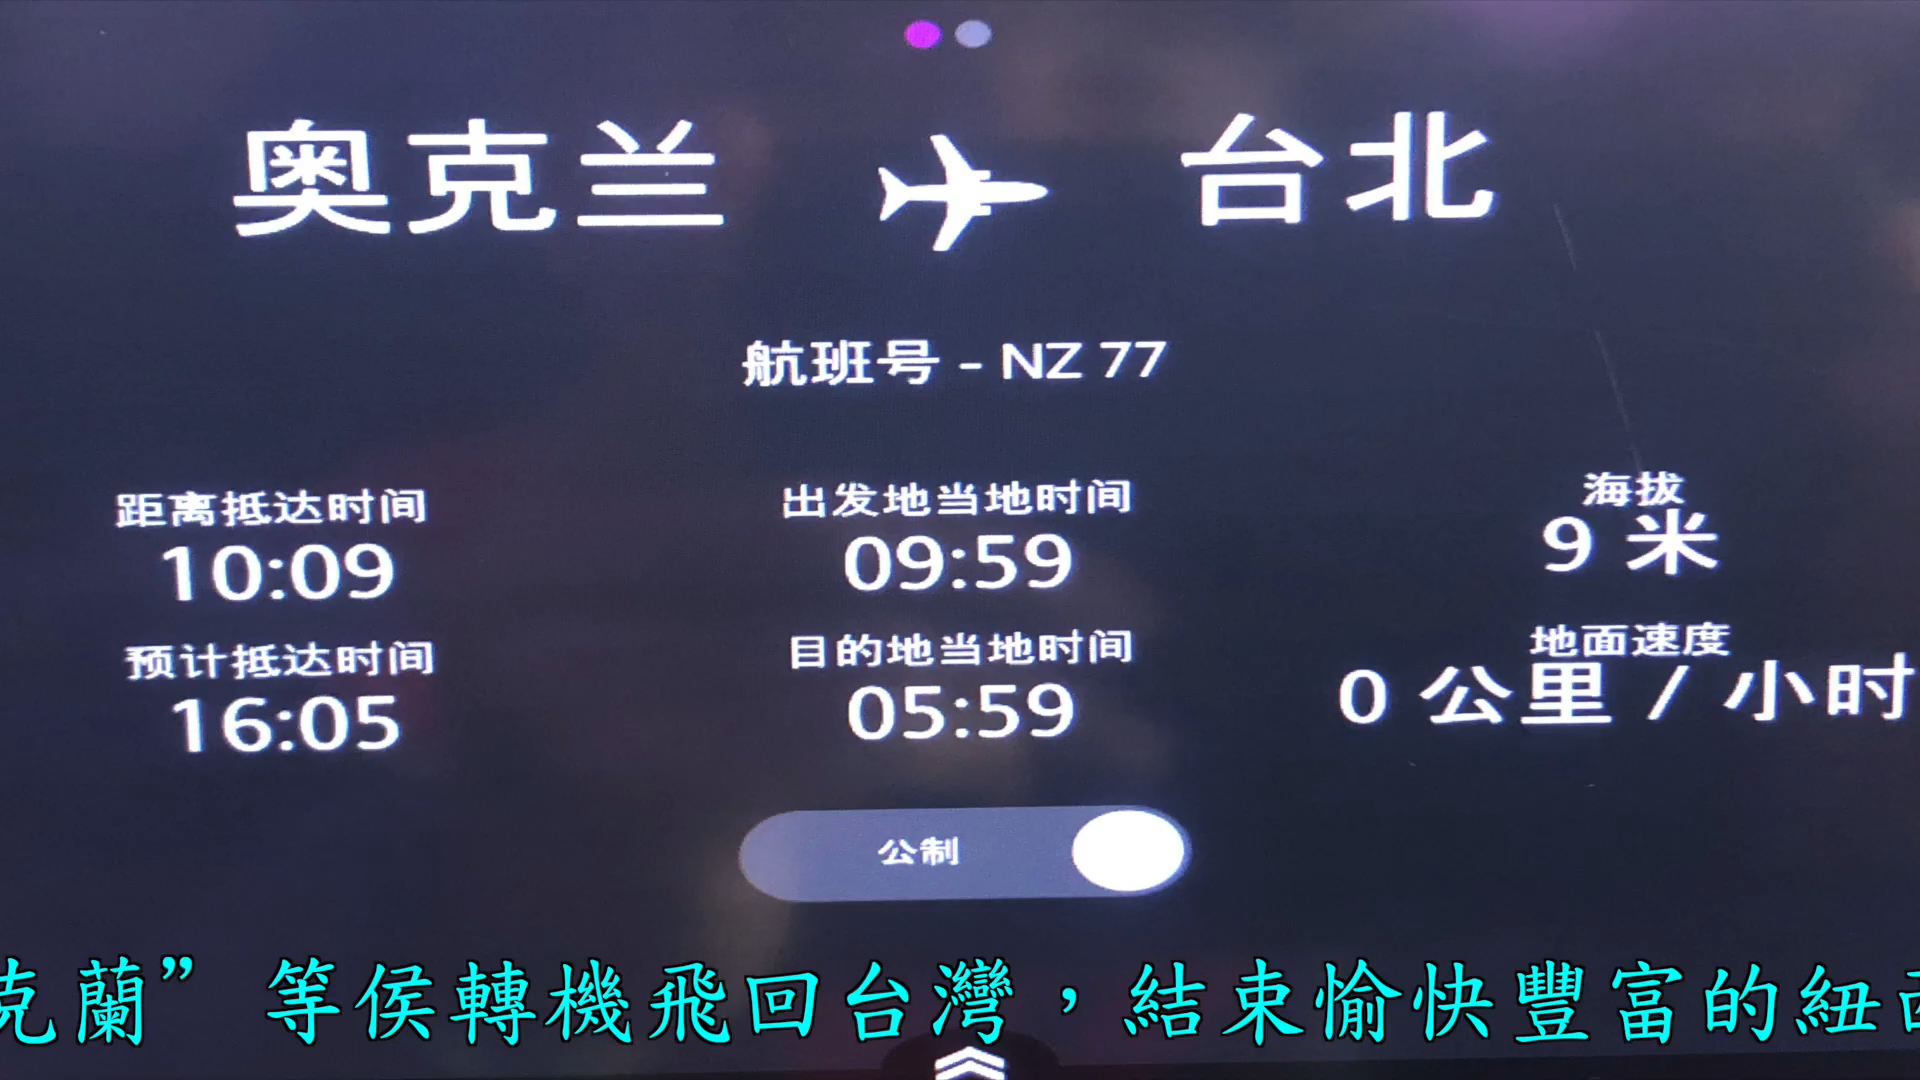 奥克兰 台北
航班号 - NZ 77
距离抵达时间
10:09
预计抵达时间
16:05
出发地当地时间
09:59
目的地当地时间
05:59
海拔
9 米
地面速度
0 公里 / 小时
公制
克蘭” 等侯轉機飛回台灣，結束愉快豐富的紐西